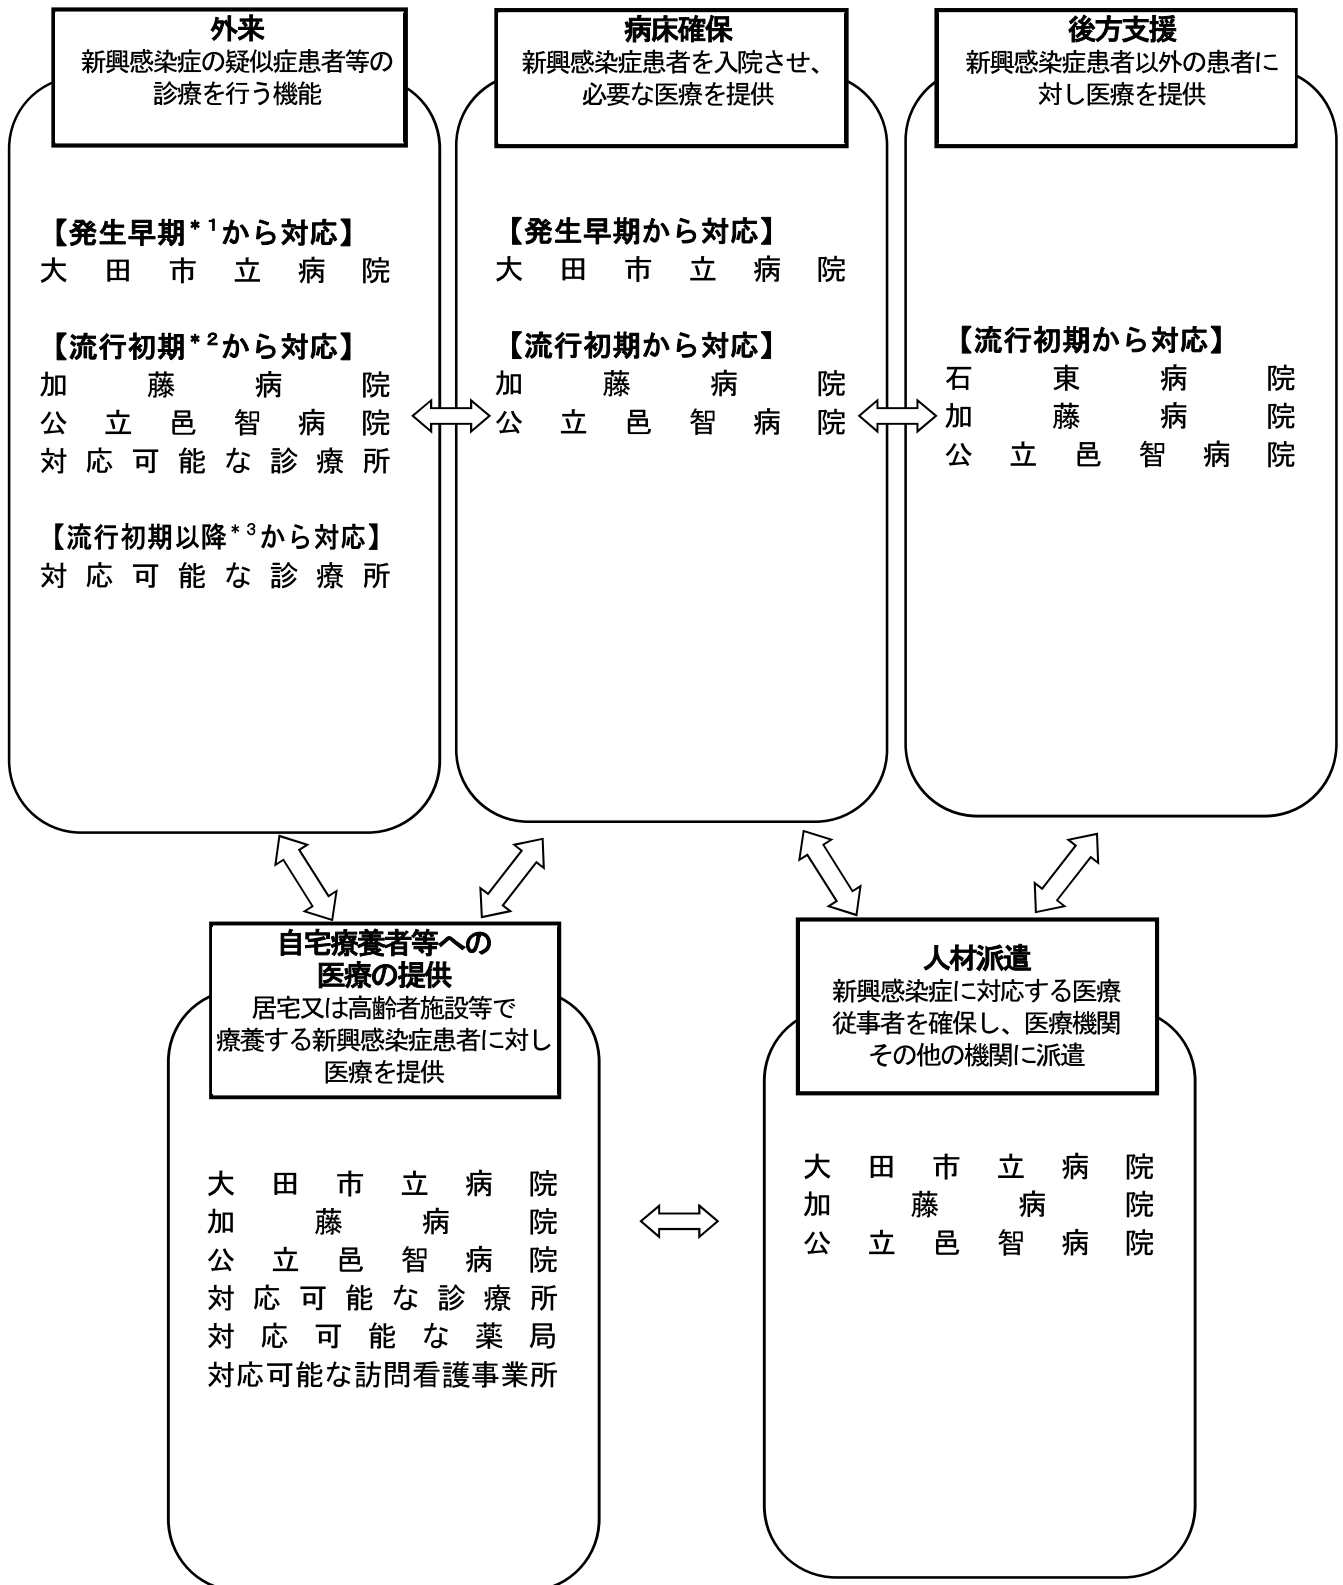 外来
新興感染症の疑似症患者等の
診療を行う機能
【発生早期*1から対応】
大田市立病院
【流行初期*2から対応】
加藤病院
公立邑智病院
対応可能な診療所
【流行初期以降*3から対応】
対応可能な診療所
病床確保
新興感染症患者を入院させ、
必要な医療を提供
【発生早期から対応】
大田市立病院
【流行初期から対応】
加藤病院
公立邑智病院
後方支援
新興感染症患者以外の患者に
対し医療を提供
【流行初期から対応】
石東病院
加藤病院
公立邑智病院
自宅療養者等への
医療の提供
居宅又は高齢者施設等で
療養する新興感染症患者に対し
医療を提供
大田市立病院
加藤病院
公立邑智病院
対応可能な診療所
対応可能な薬局
対応可能な訪問看護事業所
人材派遣
新興感染症に対応する医療
従事者を確保し、医療機関
その他の機関に派遣
大田市立病院
加藤病院
公立邑智病院